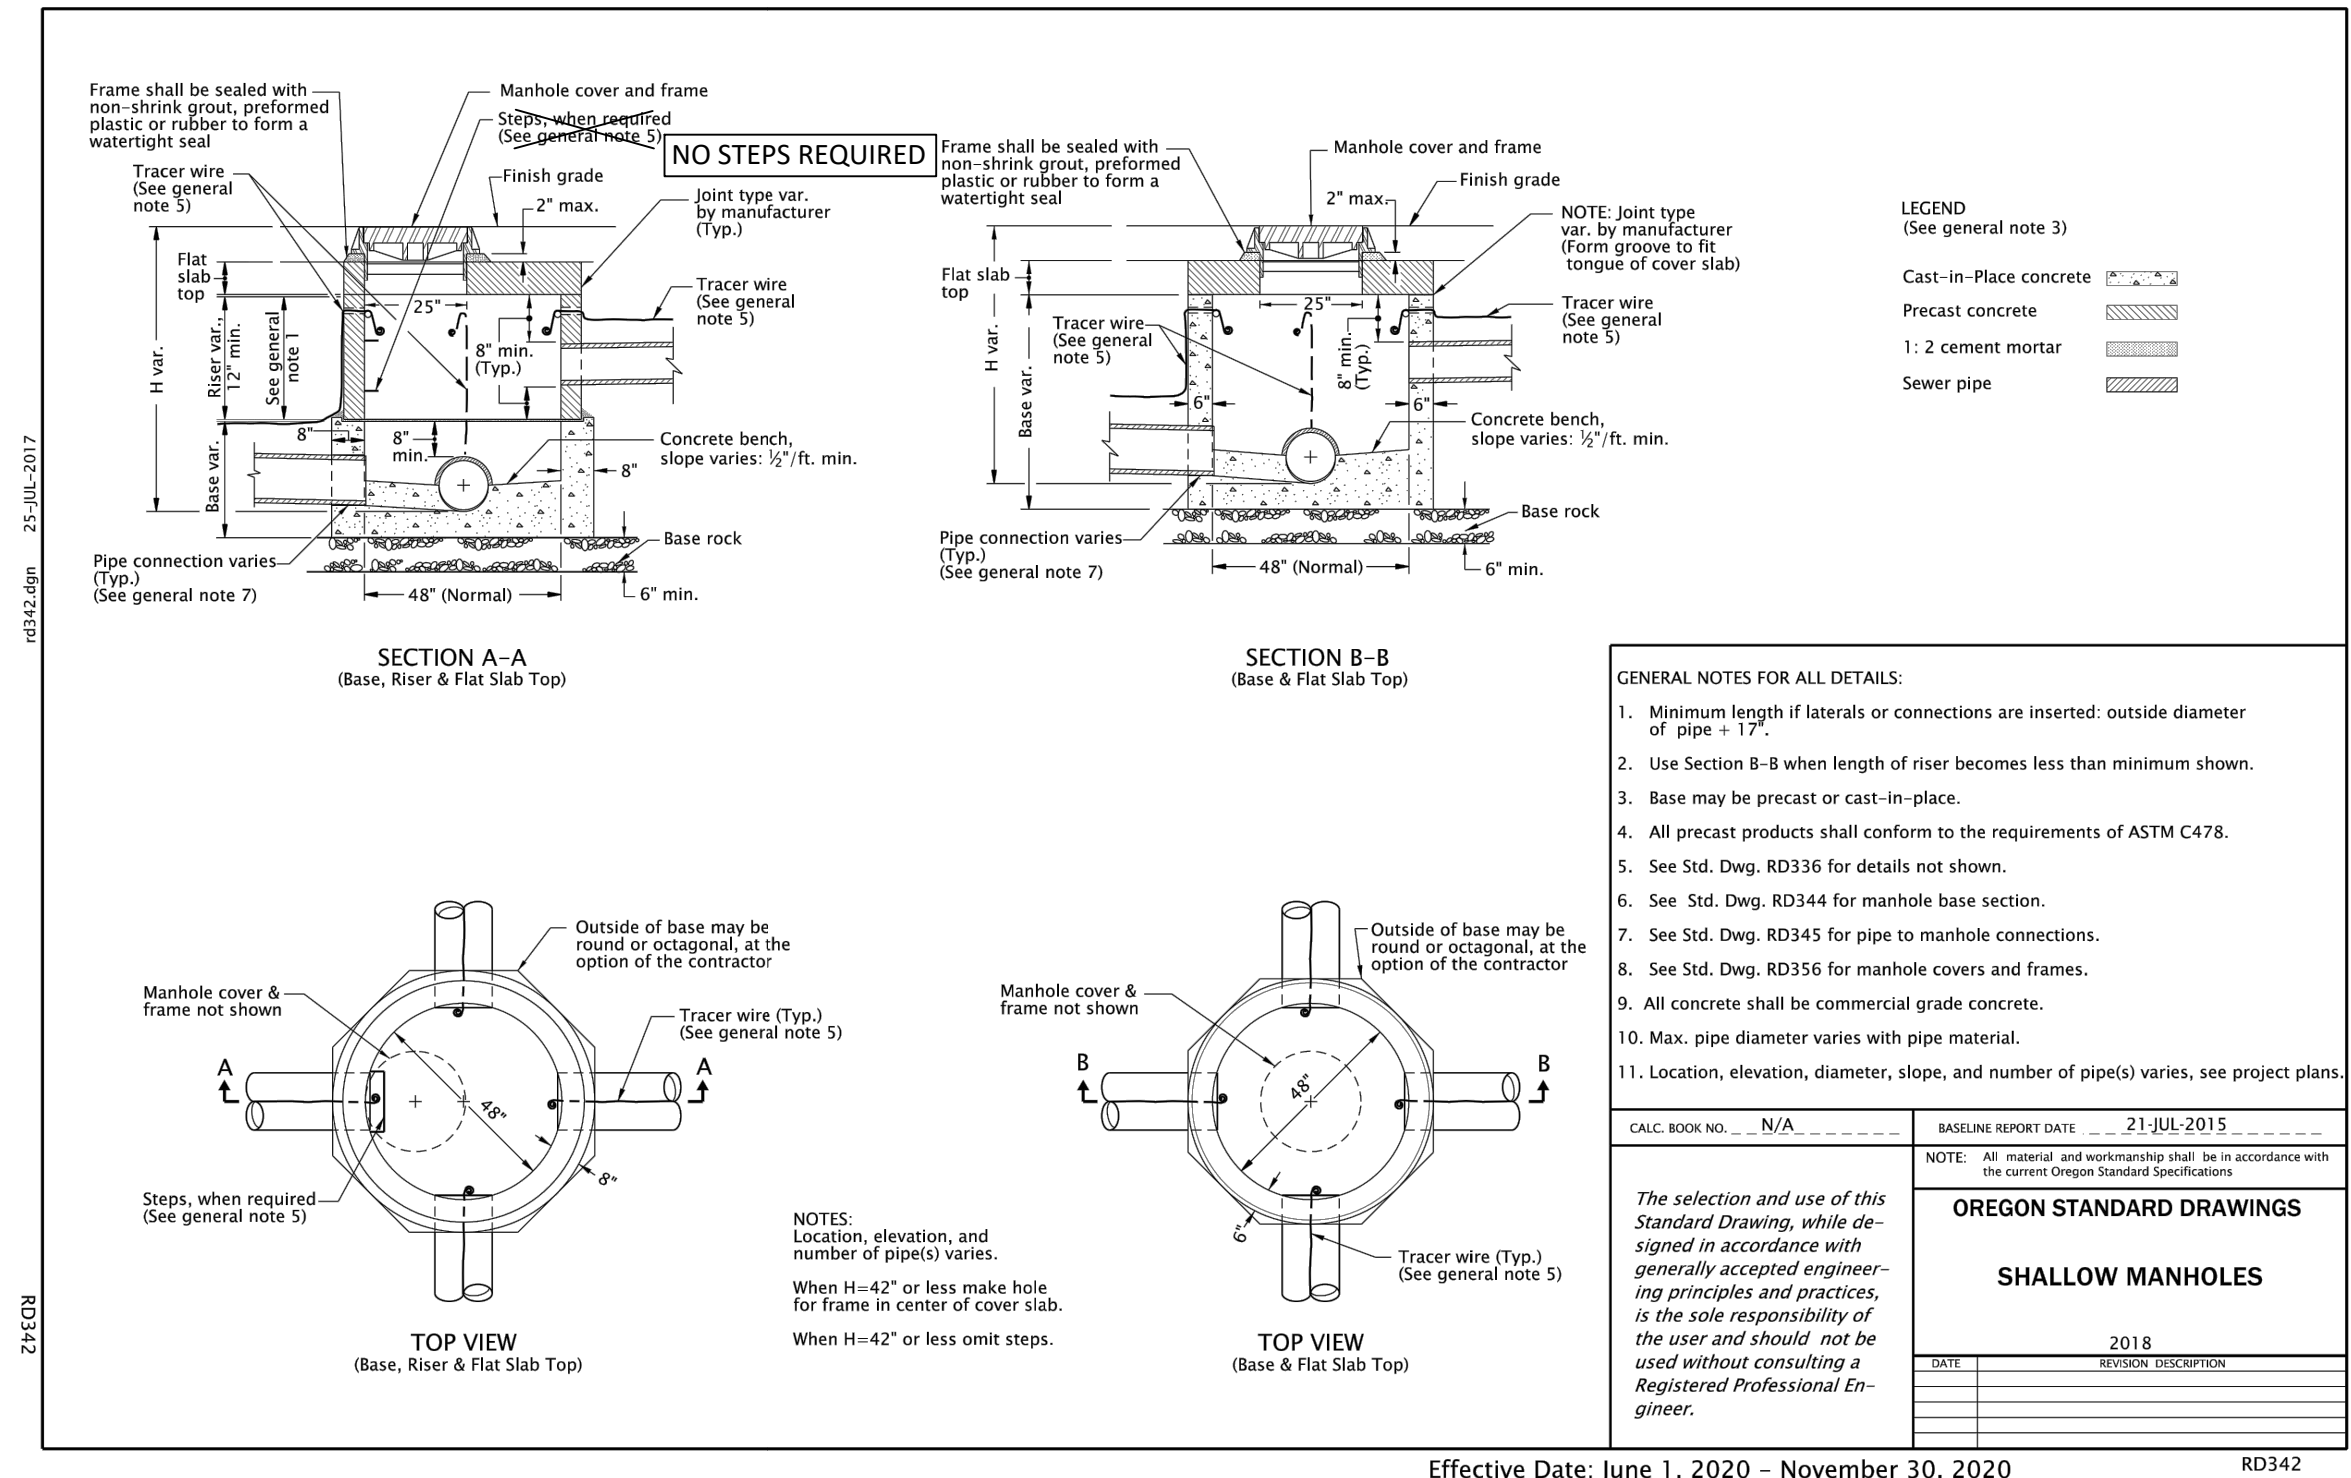 Frame shall be sealed with
non-shrink grout, preformed
plastic or rubber to form a
watertight seal
Manhole cover and frame
Steps, when required
(See general note 5)
NO STEPS REQUIRED
Tracer wire
(See general
note 5)
Finish grade
2" max.
Joint type var.
by manufacturer
(Typ.)
Flat
slab
top
25"
Tracer wire
(See general
note 5)
H var.
Riser var.,
12" min.
See general
note 1
8" min.
(Typ.)
8"
8"
min.
Base var.
Concrete bench,
slope varies: ½"/ft. min.
8"
Base rock
Pipe connection varies
(Typ.)
(See general note 7)
48" (Normal)
6" min.
SECTION A-A
(Base, Riser & Flat Slab Top)
Frame shall be sealed with
non-shrink grout, preformed
plastic or rubber to form a
watertight seal
Manhole cover and frame
Finish grade
2" max.
NOTE: Joint type
var. by manufacturer
(Form groove to fit
tongue of cover slab)
Flat slab
top
25"
Tracer wire
(See general
note 5)
Tracer wire
(See general
note 5)
H var.
Base var.
8" min.
(Typ.)
6"
6"
Concrete bench,
slope varies: ½"/ft. min.
Base rock
Pipe connection varies
(Typ.)
(See general note 7)
48" (Normal)
6" min.
SECTION B-B
(Base & Flat Slab Top)
LEGEND
(See general note 3)
Cast-in-Place concrete
Precast concrete
1: 2 cement mortar
Sewer pipe
rd342.dgn 25-JUL-2017
RD342
Outside of base may be
round or octagonal, at the
option of the contractor
Manhole cover &
frame not shown
Tracer wire (Typ.)
(See general note 5)
A
A
48"
8"
Steps, when required
(See general note 5)
TOP VIEW
(Base, Riser & Flat Slab Top)
NOTES:
Location, elevation, and
number of pipe(s) varies.
When H=42" or less make hole
for frame in center of cover slab.
When H=42" or less omit steps.
Outside of base may be
round or octagonal, at the
option of the contractor
Manhole cover &
frame not shown
B
B
48"
6"
Tracer wire (Typ.)
(See general note 5)
TOP VIEW
(Base & Flat Slab Top)
GENERAL NOTES FOR ALL DETAILS:
1. Minimum length if laterals or connections are inserted: outside diameter
of pipe + 17".
2. Use Section B-B when length of riser becomes less than minimum shown.
3. Base may be precast or cast-in-place.
4. All precast products shall conform to the requirements of ASTM C478.
5. See Std. Dwg. RD336 for details not shown.
6. See Std. Dwg. RD344 for manhole base section.
7. See Std. Dwg. RD345 for pipe to manhole connections.
8. See Std. Dwg. RD356 for manhole covers and frames.
9. All concrete shall be commercial grade concrete.
10. Max. pipe diameter varies with pipe material.
11. Location, elevation, diameter, slope, and number of pipe(s) varies, see project plans.
CALC. BOOK NO. N/A
BASELINE REPORT DATE 21-JUL-2015
NOTE: All material and workmanship shall be in accordance with
the current Oregon Standard Specifications
The selection and use of this
Standard Drawing, while de-
signed in accordance with
generally accepted engineer-
ing principles and practices,
is the sole responsibility of
the user and should not be
used without consulting a
Registered Professional En-
gineer.
OREGON STANDARD DRAWINGS
SHALLOW MANHOLES
2018
DATE REVISION DESCRIPTION
Effective Date: June 1, 2020 - November 30, 2020
RD342